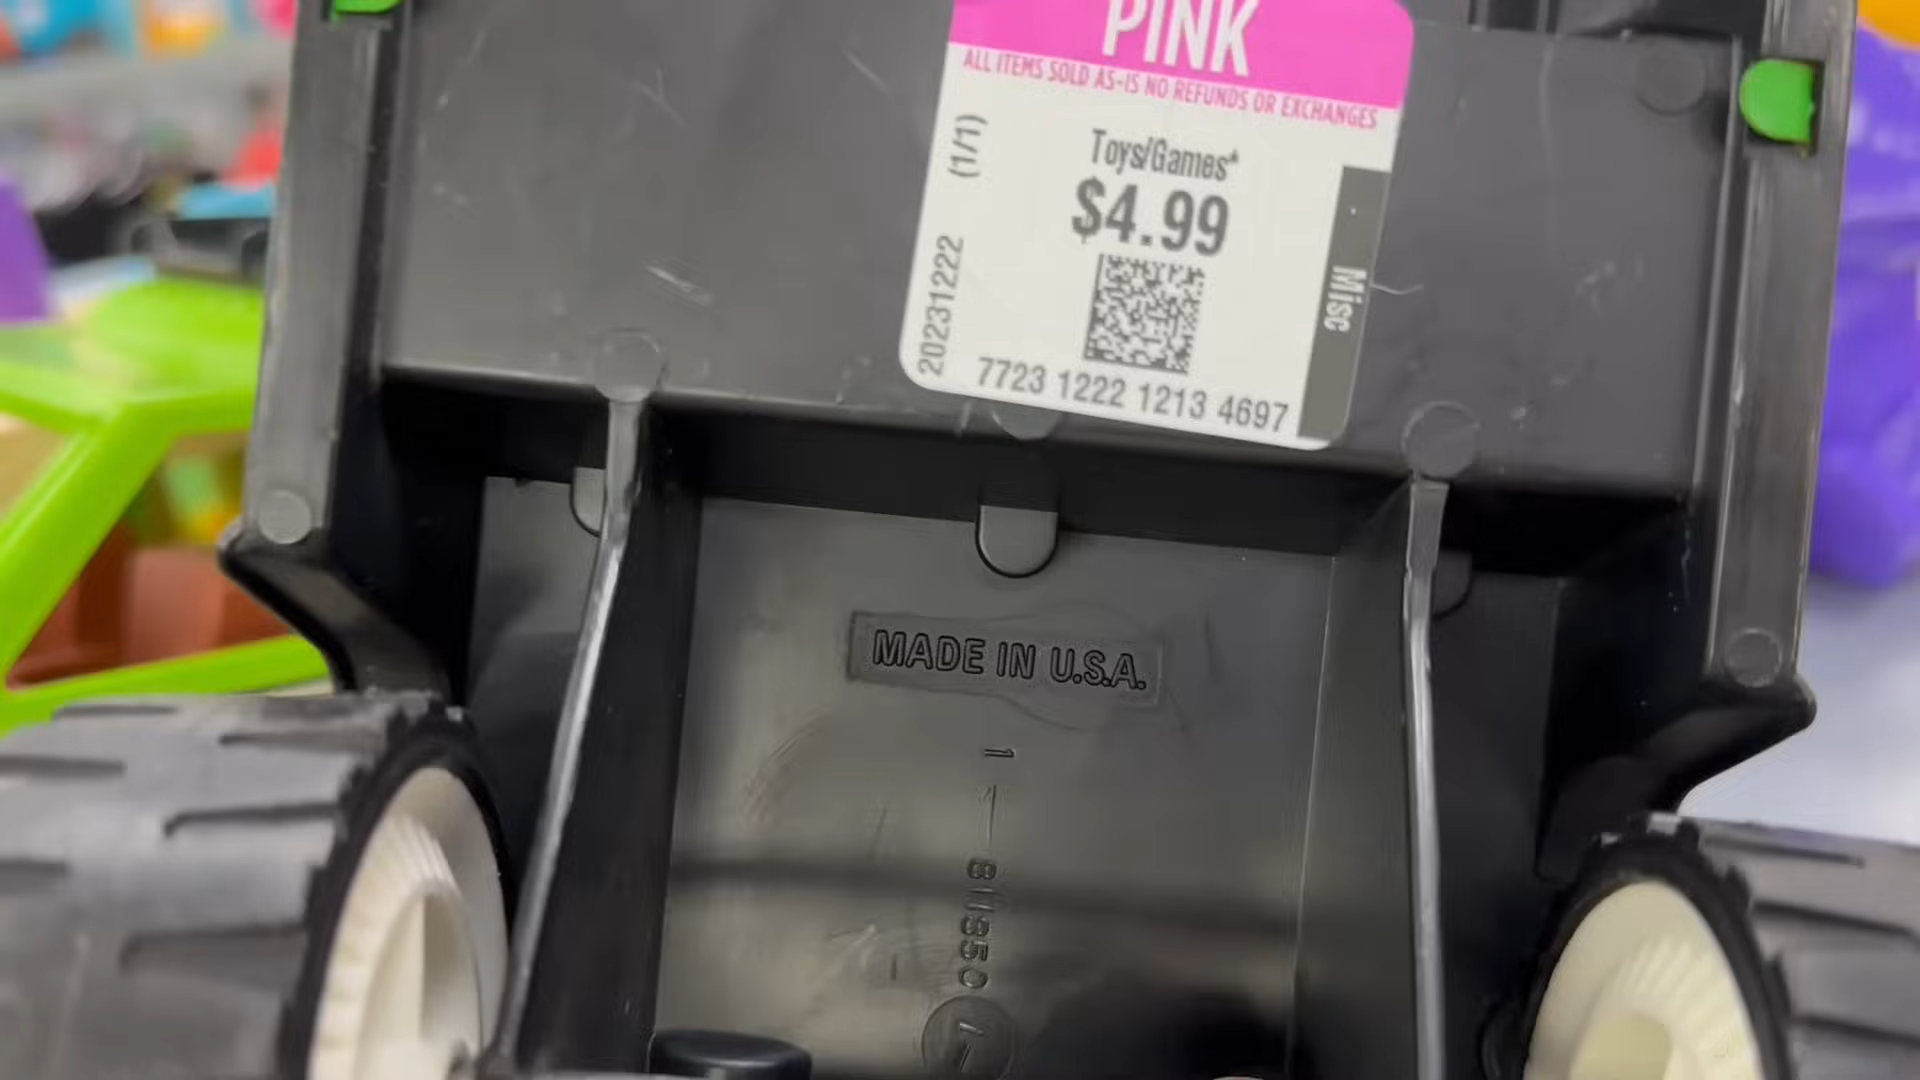 PINK
ALL ITEMS SOLD AS-IS NO REFUNDS OR EXCHANGES
(1/1)
Toys/Games*
$4.99
20231222
Misc
7723 1222 1213 4697
MADE IN U.S.A.
1